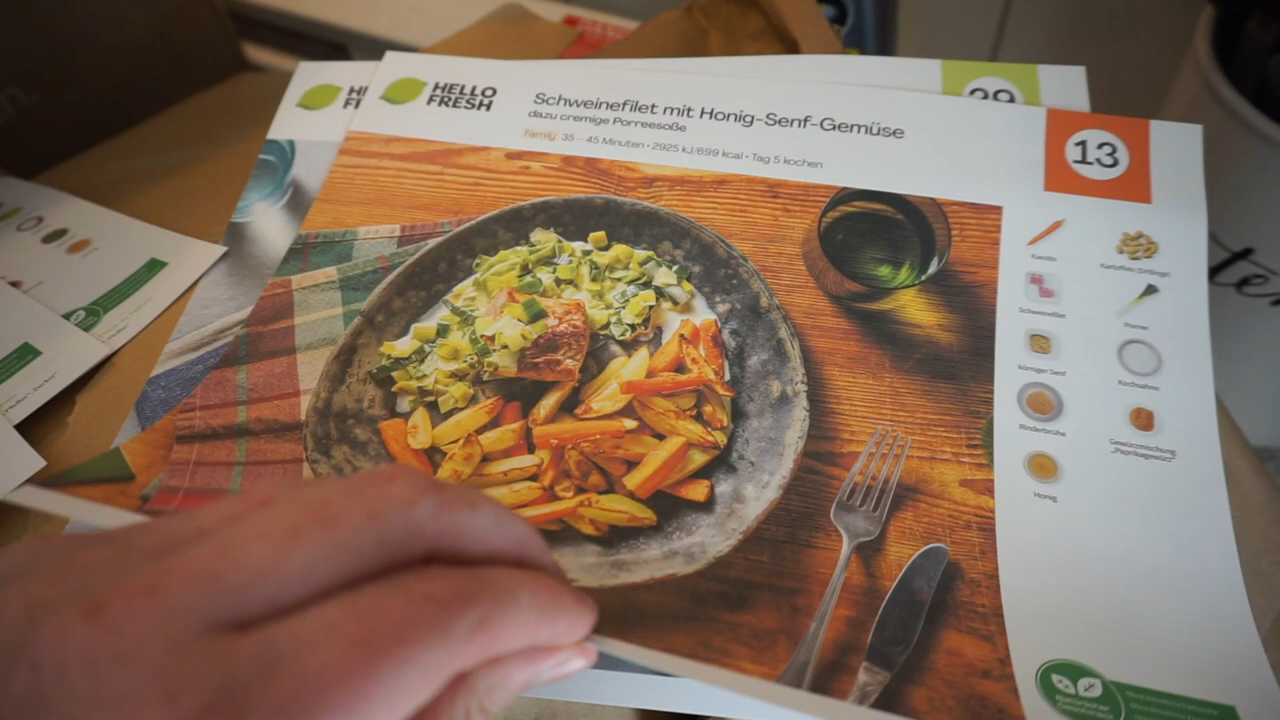 HELLO
FRESH
Schweinefilet mit Honig-Senf-Gemüse
dazu cremige Porreesoße
Family 35 – 45 Minuten • 2925 kJ/699 kcal • Tag 5 kochen
13
29
Karotte
Kartoffeln (Drillinge)
Schweinefilet
Porree
körniger Senf
Kochsahne
Rinderbrühe
Gewürzmischung
Honig